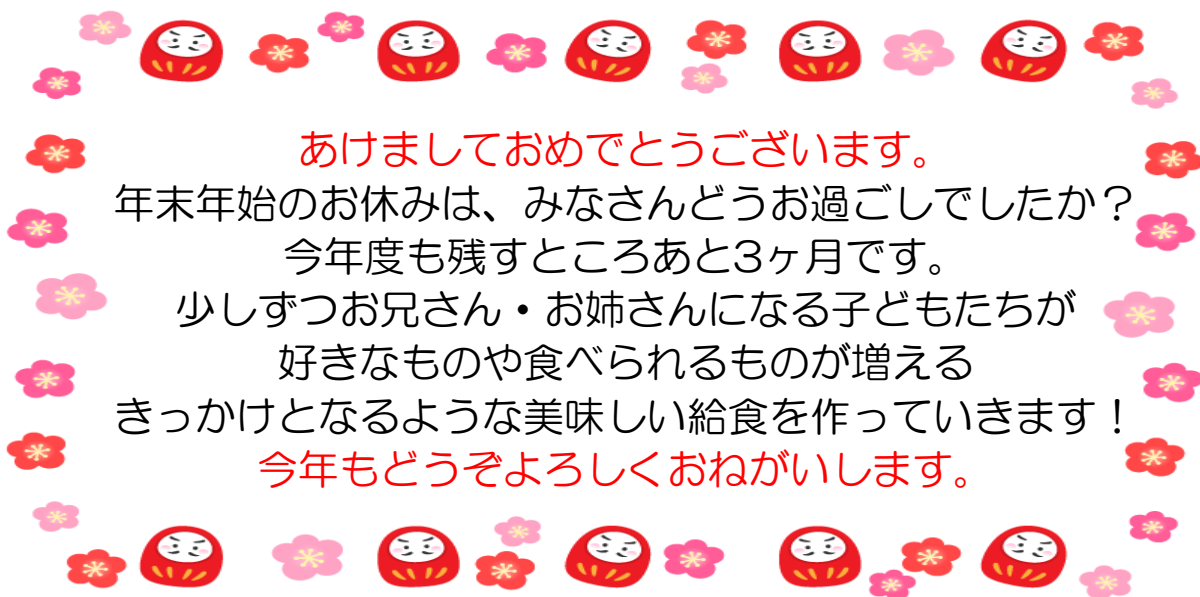 あけましておめでとうございます。
年末年始のお休みは、みなさんどうお過ごしでしたか？
今年度も残すところあと3ヶ月です。
少しずつお兄さん・お姉さんになる子どもたちが
好きなものや食べられるものが増える
きっかけとなるような美味しい給食を作っていきます！
今年もどうぞよろしくおねがいします。